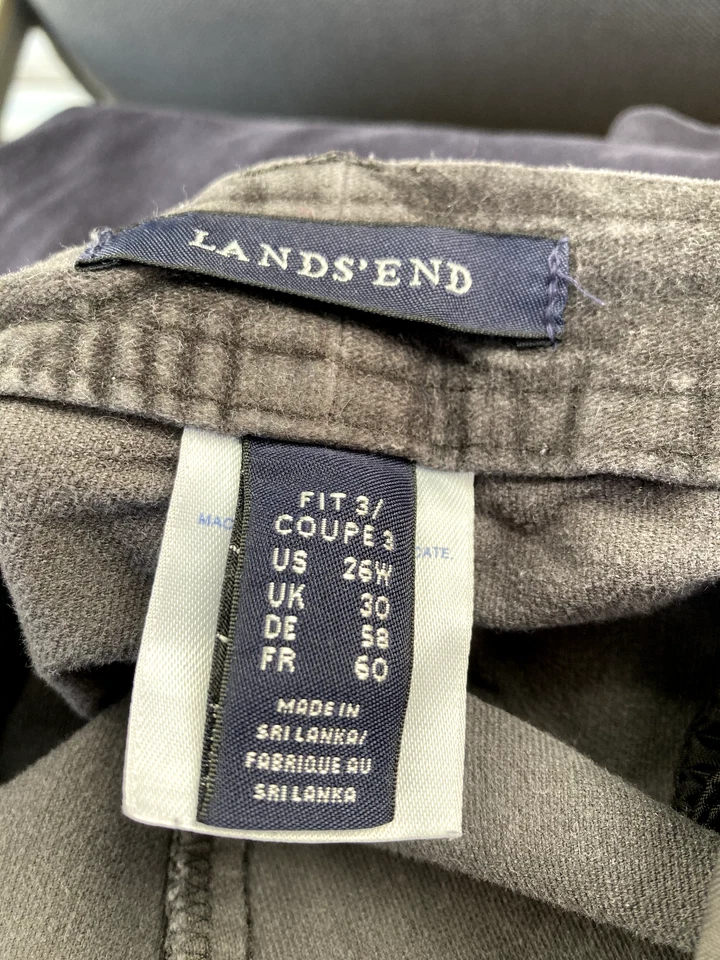 LANDS'END
FIT 3/
COUPE 3
US 26W
UK 30
DE 58
FR 60
MADE IN
SRI LANKA/
FABRIQUE AU
SRI LANKA